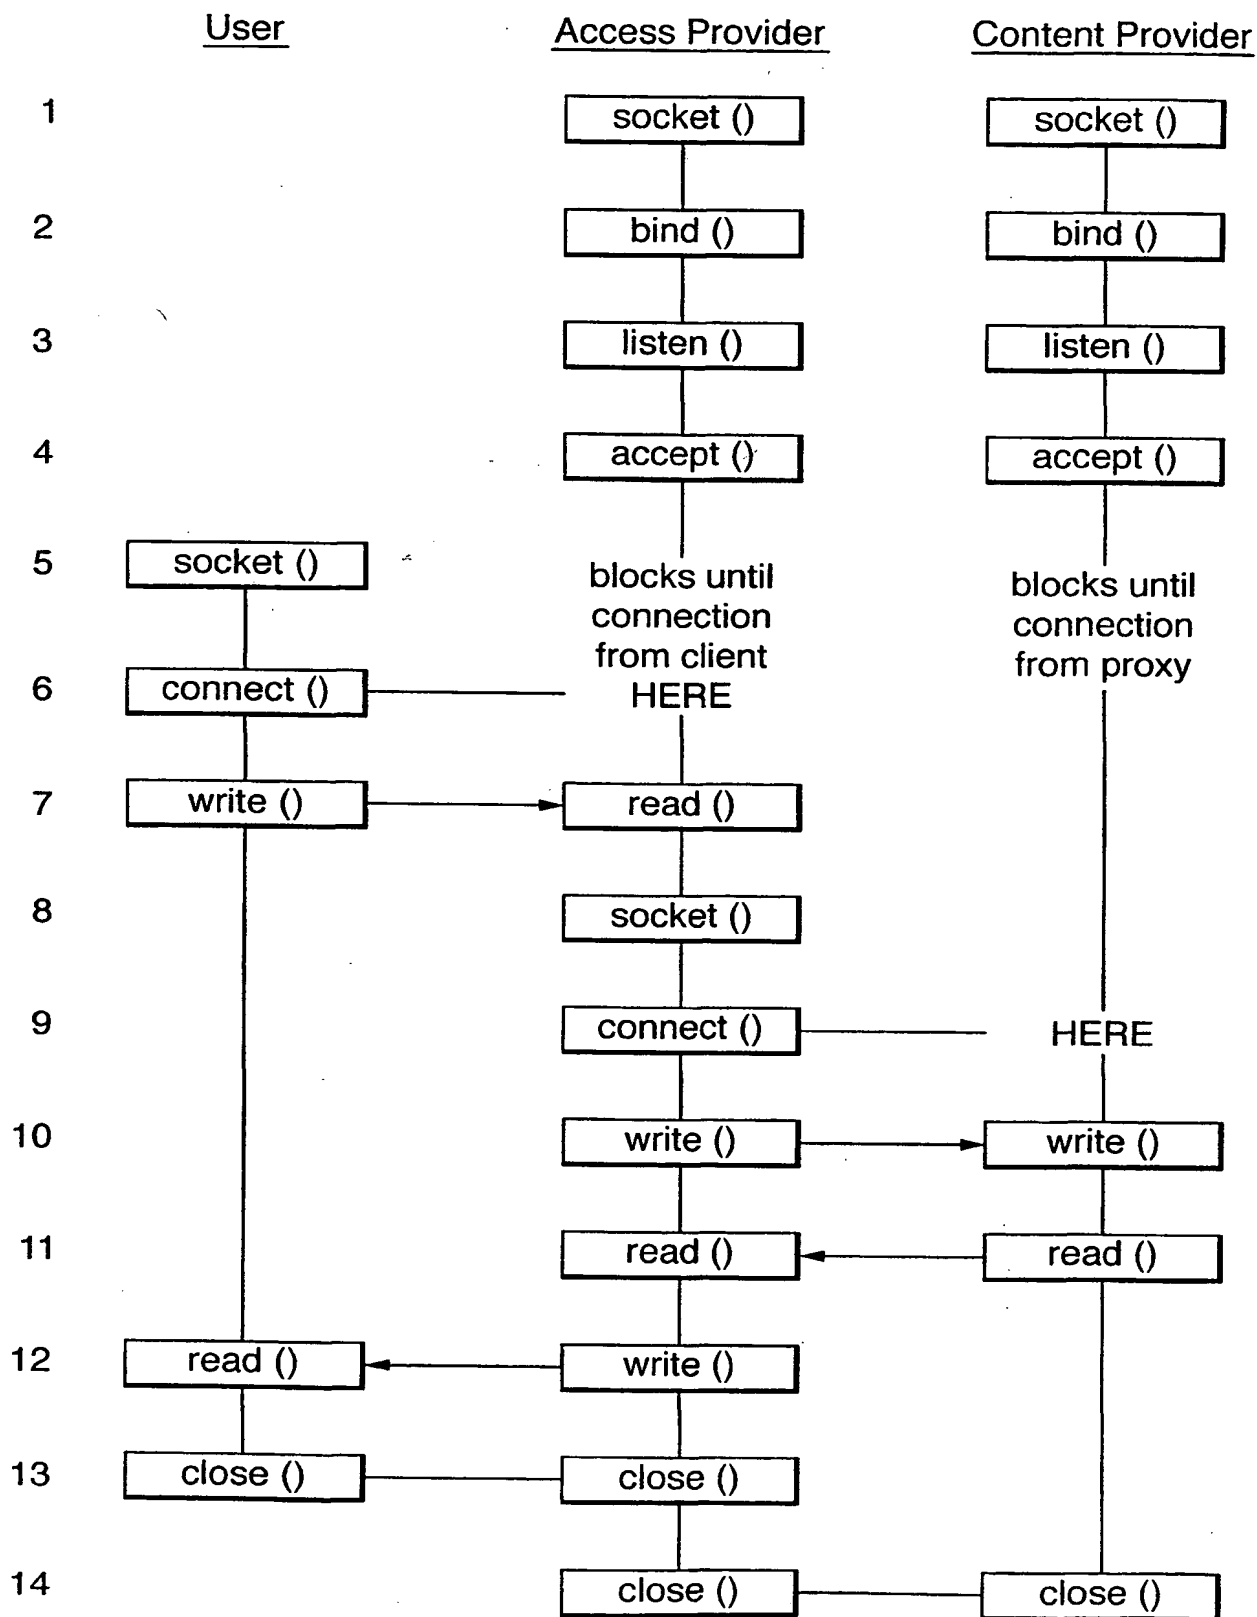 User Access Provider Content Provider
1 socket () socket ()
2 bind () bind ()
3 listen () listen ()
4 accept () accept ()
5 socket ()
blocks until
connection
from client
HERE
blocks until
connection
from proxy
6 connect ()
7 write () read ()
8 socket ()
9 connect () HERE
10 write () write ()
11 read () read ()
12 read () write ()
13 close () close ()
14 close () close ()